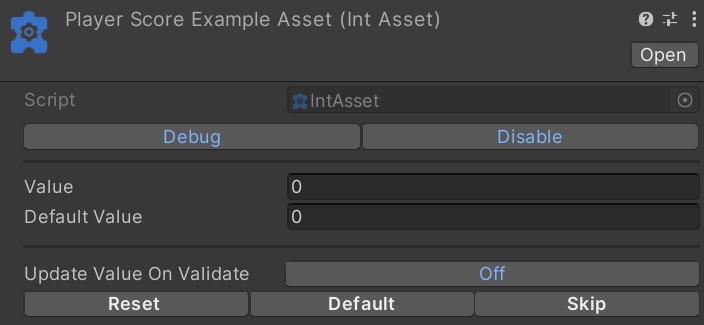 Player Score Example Asset (Int Asset)
Open
Script IntAsset
Debug Disable
Value 0
Default Value 0
Update Value On Validate Off
Reset Default Skip